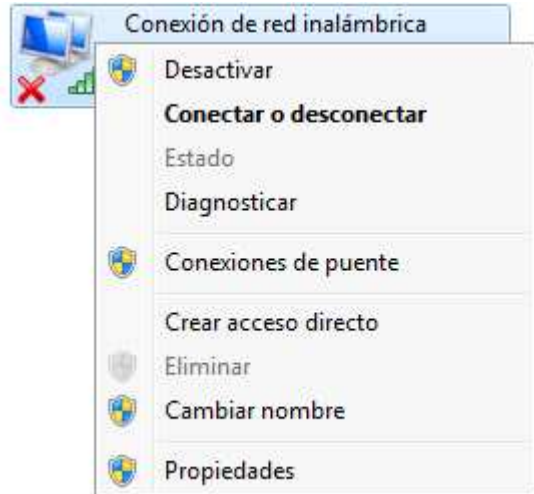 Conexión de red inalámbrica
Desactivar
Conectar o desconectar
Estado
Diagnosticar
Conexiones de puente
Crear acceso directo
Eliminar
Cambiar nombre
Propiedades